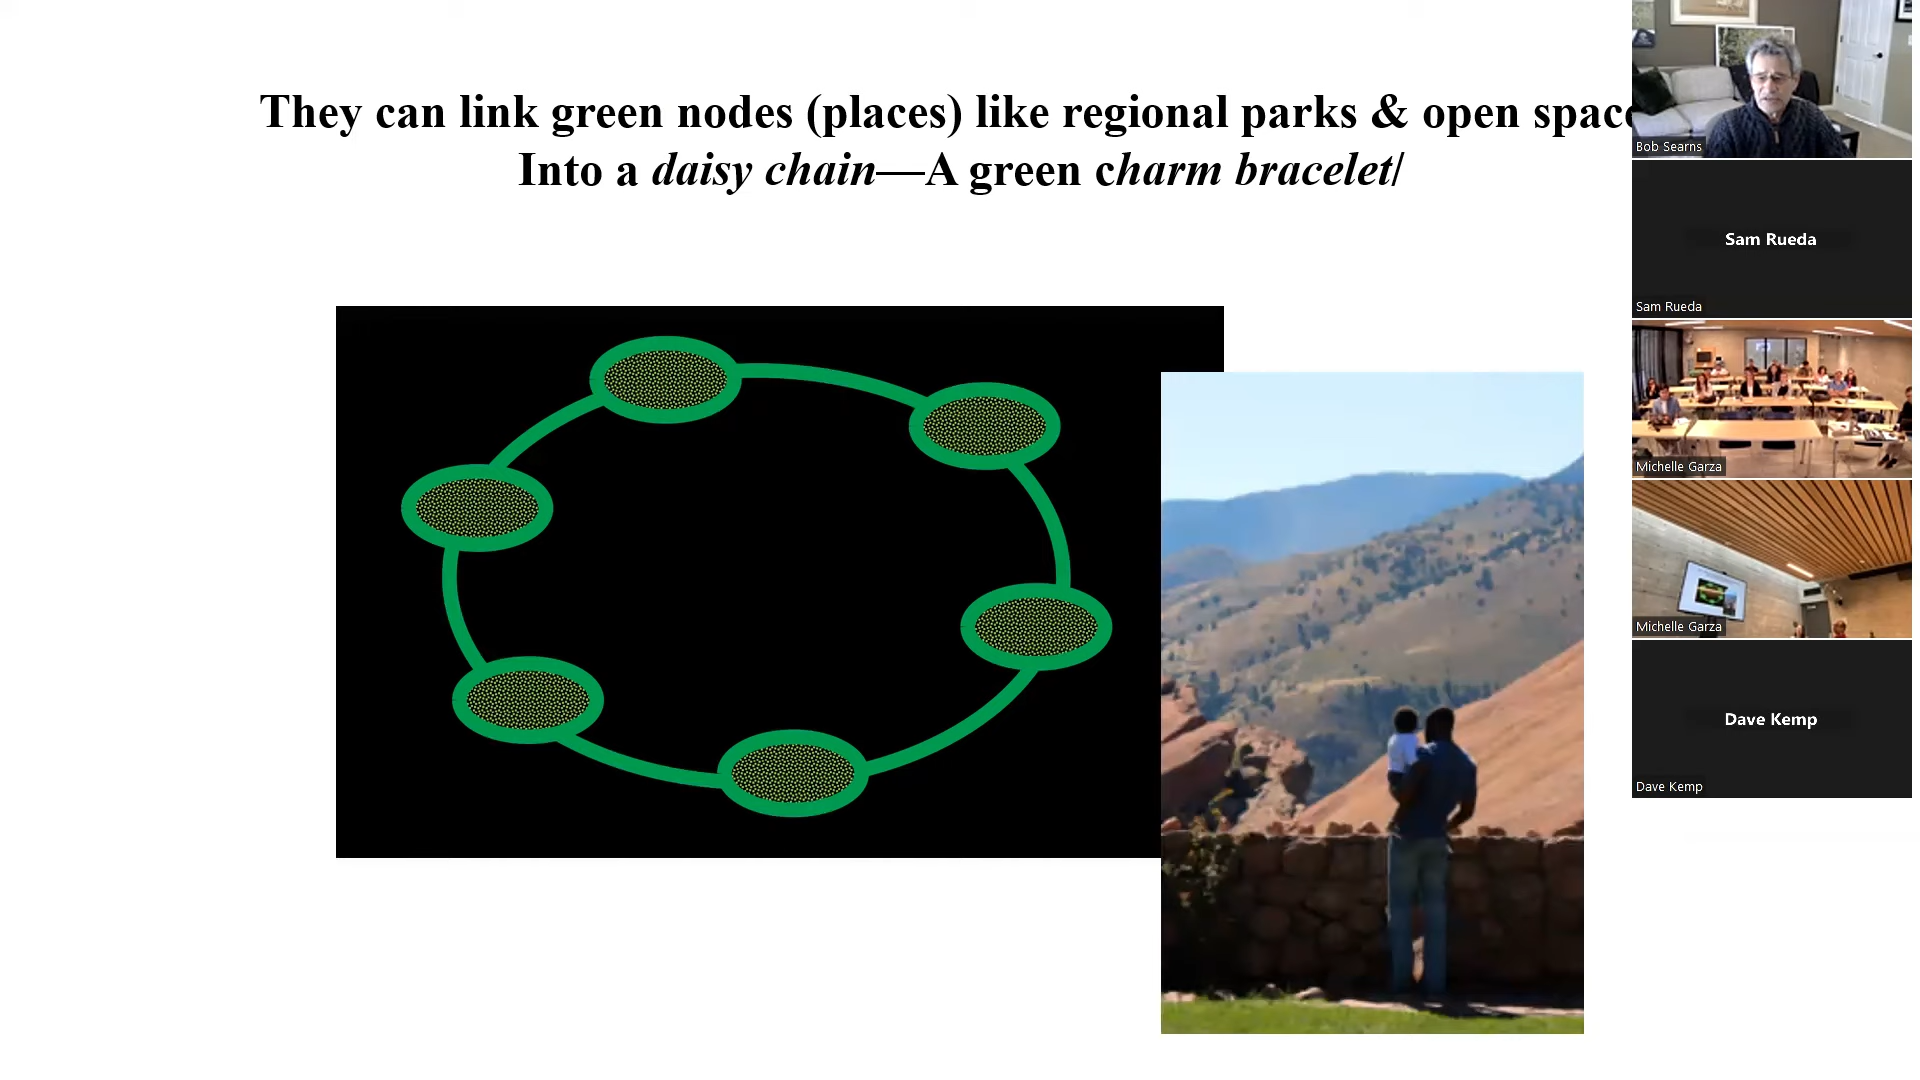 They can link green nodes (places) like regional parks & open space
Into a daisy chain—A green charm bracelet/
Bob Searns
Sam Rueda
Sam Rueda
Michelle Garza
Michelle Garza
Dave Kemp
Dave Kemp